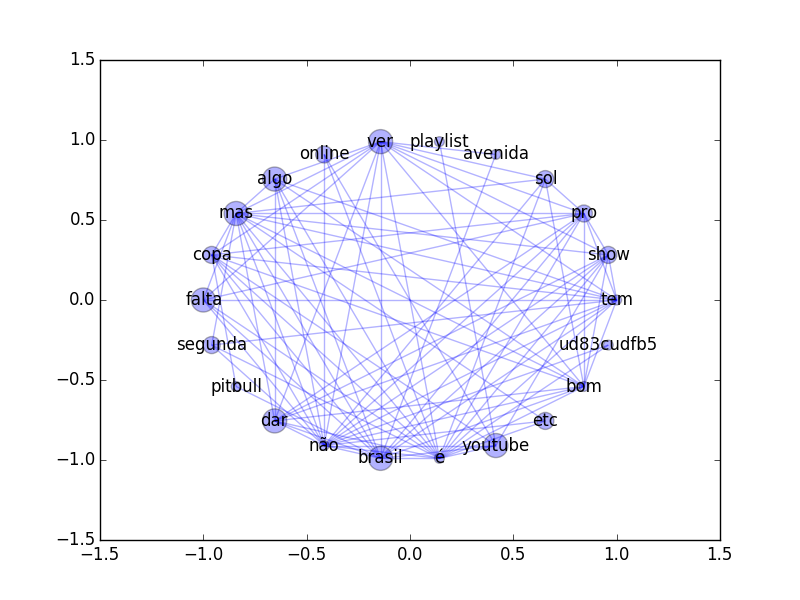 1.5
1.0
0.5
0.0
−0.5
−1.0
−1.5
ver
playlist
online
avenida
algo
sol
mas
pro
copa
show
falta
tem
segunda
ud83cudfb5
pitbull
bom
dar
etc
não
youtube
brasil
é
−1.5
−1.0
−0.5
0.0
0.5
1.0
1.5